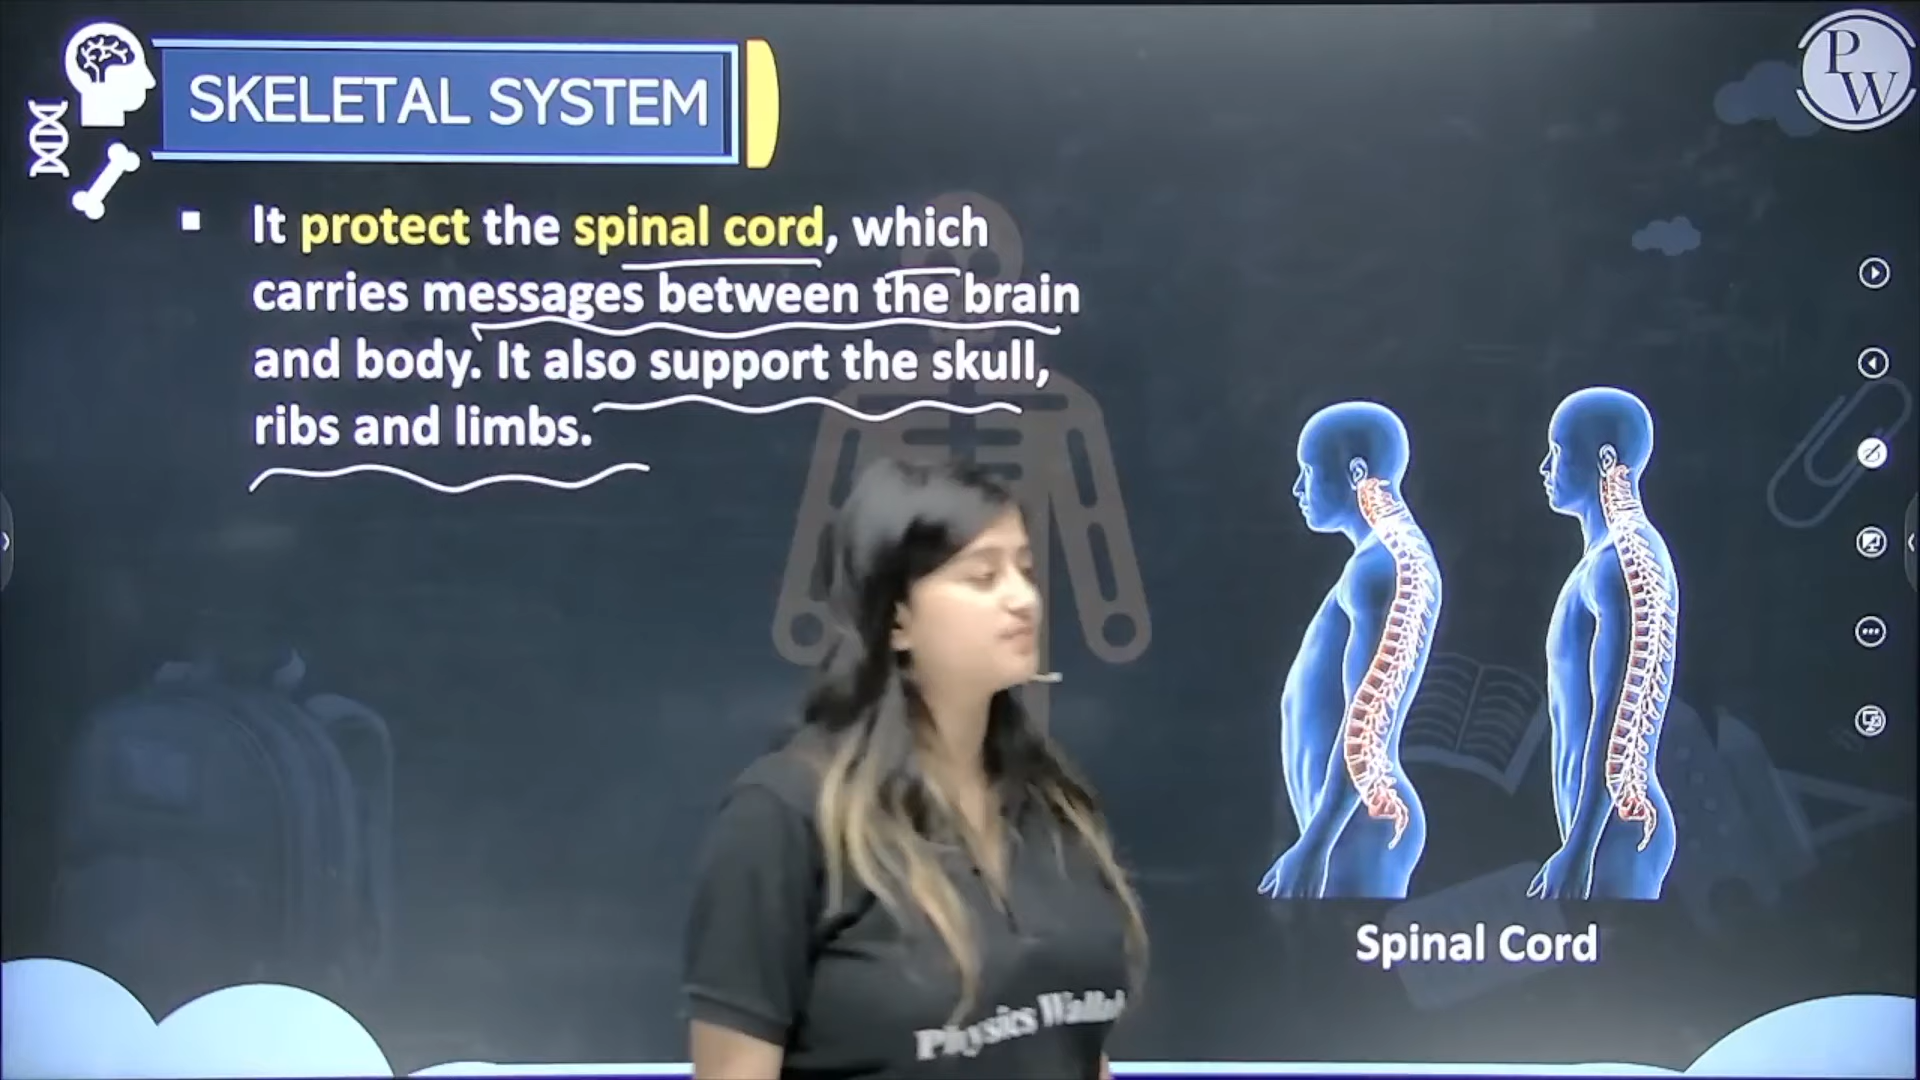 SKELETAL SYSTEM
PW
▪ It protect the spinal cord, which
carries messages between the brain
and body. It also support the skull,
ribs and limbs.
Spinal Cord
Physics Wallah